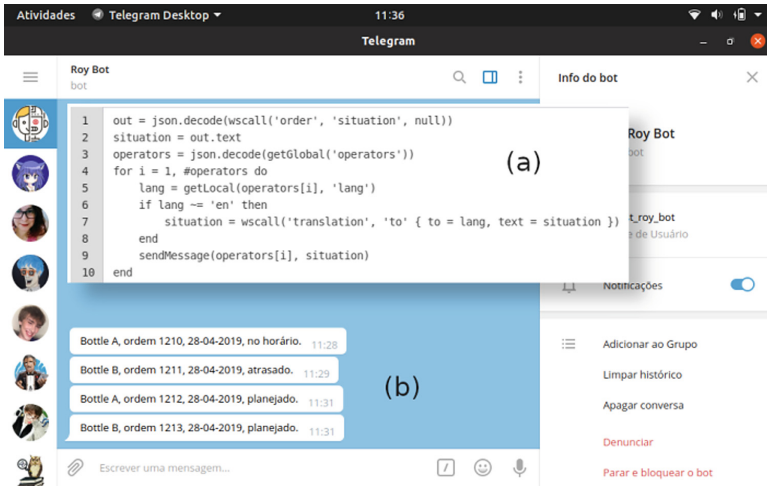 Atividades Telegram Desktop 11:36
Telegram
Roy Bot
bot
Info do bot
1 out = json.decode(wscall('order', 'situation', null))
2 situation = out.text
3 operators = json.decode(getGlobal('operators'))
4 for i = 1, #operators do
5 lang = getLocal(operators[i], 'lang')
6 if lang ~= 'en' then
7 situation = wscall('translation', 'to' { to = lang, text = situation })
8 end
9 sendMessage(operators[i], situation)
10 end
(a)
Roy Bot
bot
t_roy_bot
de Usuário
Notificações
Bottle A, ordem 1210, 28-04-2019, no horário. 11:28
Bottle B, ordem 1211, 28-04-2019, atrasado. 11:29
Bottle A, ordem 1212, 28-04-2019, planejado. 11:31
Bottle B, ordem 1213, 28-04-2019, planejado. 11:31
(b)
Adicionar ao Grupo
Limpar histórico
Apagar conversa
Denunciar
Parar e bloquear o bot
Escrever uma mensagem...